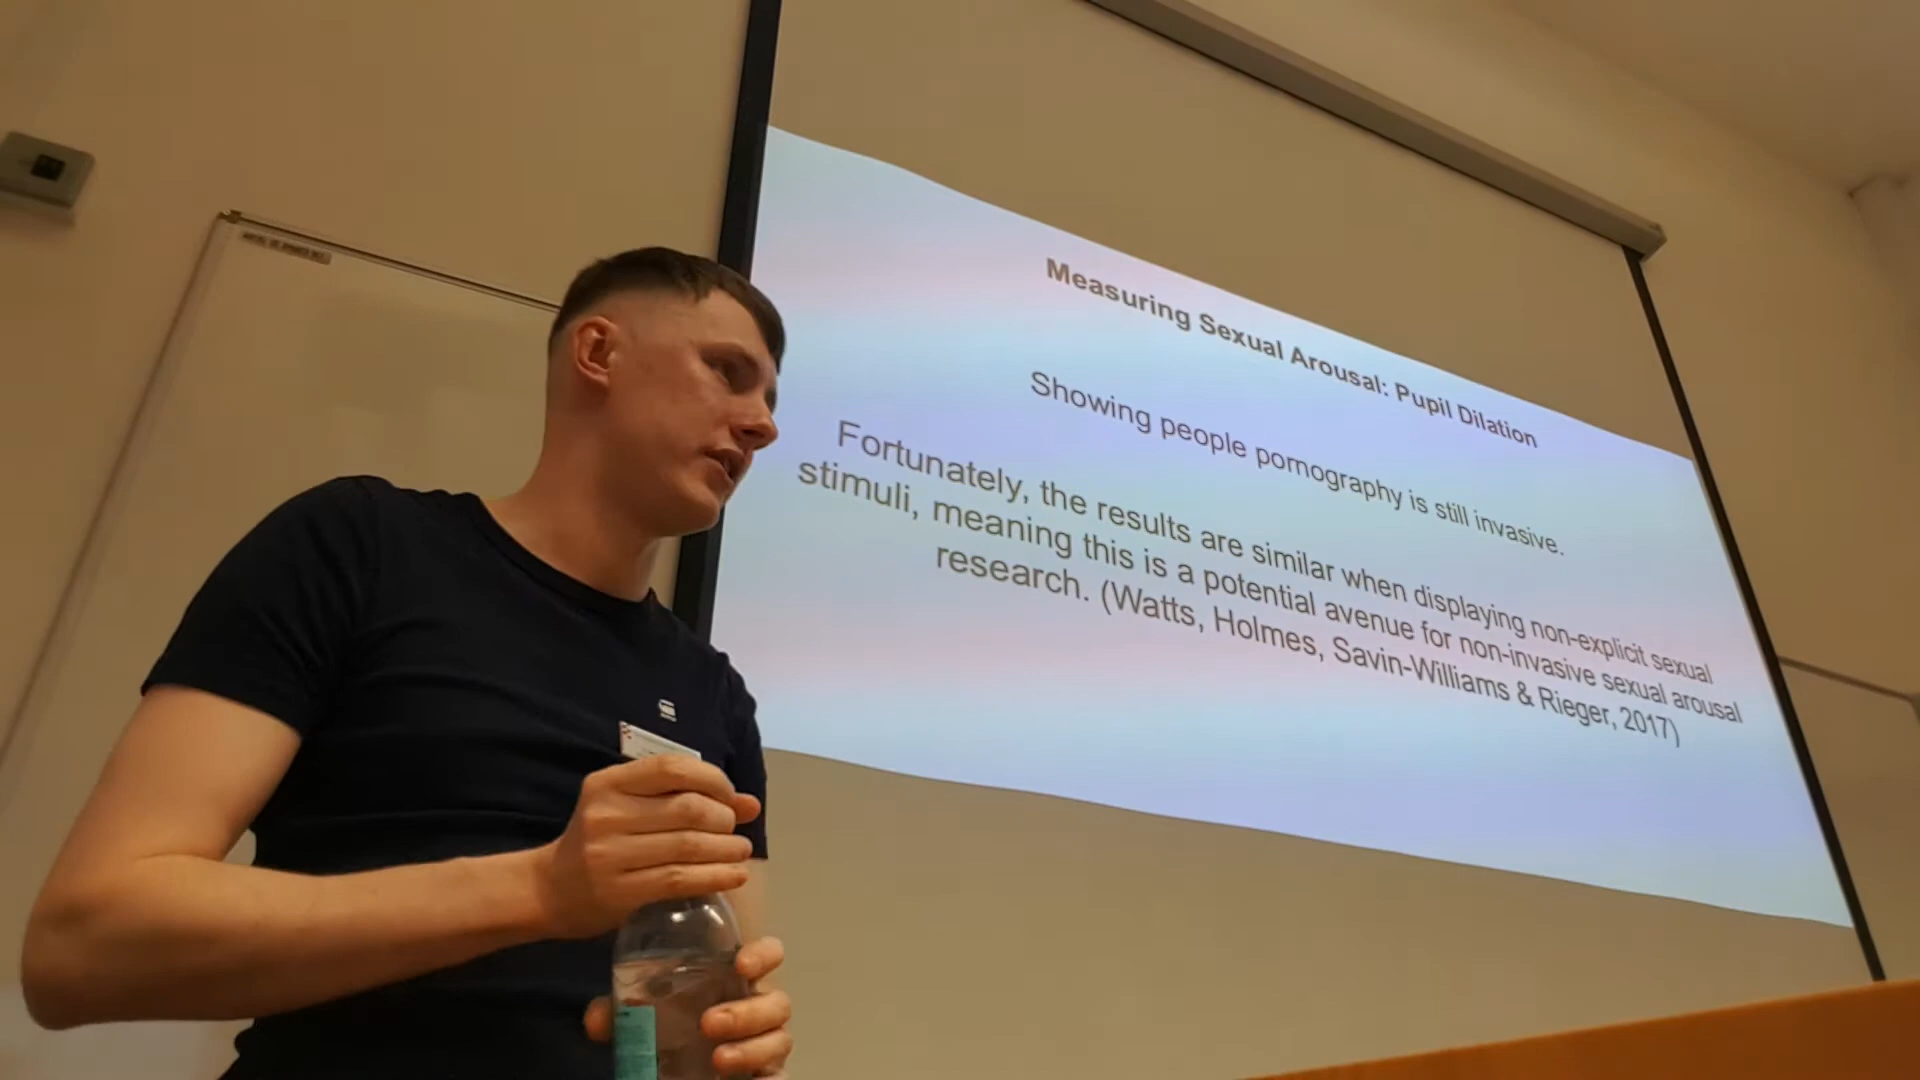 Measuring Sexual Arousal: Pupil Dilation
Showing people pornography is still invasive.
Fortunately, the results are similar when displaying non-explicit sexual
stimuli, meaning this is a potential avenue for non-invasive sexual arousal
research. (Watts, Holmes, Savin-Williams & Rieger, 2017)